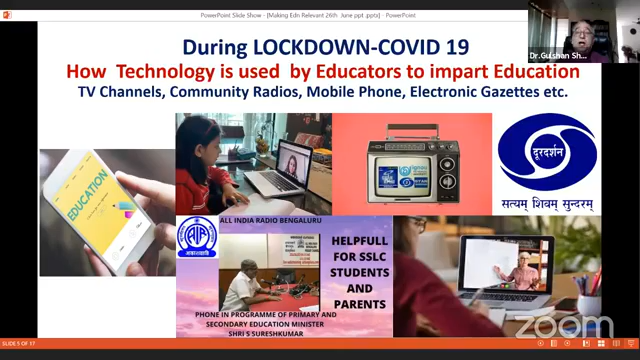 PowerPoint Slide Show - [Making Edn Relevant 26th June ppt .pptx] - PowerPoint
Dr.Gulshan Sh...
During LOCKDOWN-COVID 19
How Technology is used by Educators to impart Education
TV Channels, Community Radios, Mobile Phone, Electronic Gazettes etc.
EDUCATION
दूरदर्शन
सत्यम् शिवम् सुन्दरम्
ALL INDIA RADIO BENGALURU
HELPFULL
FOR SSLC
STUDENTS
AND
PARENTS
PHONE IN PROGRAMME OF PRIMARY AND
SECONDARY EDUCATION MINISTER
SHRI S SURESHKUMAR
zoom
SLIDE 5 OF 17